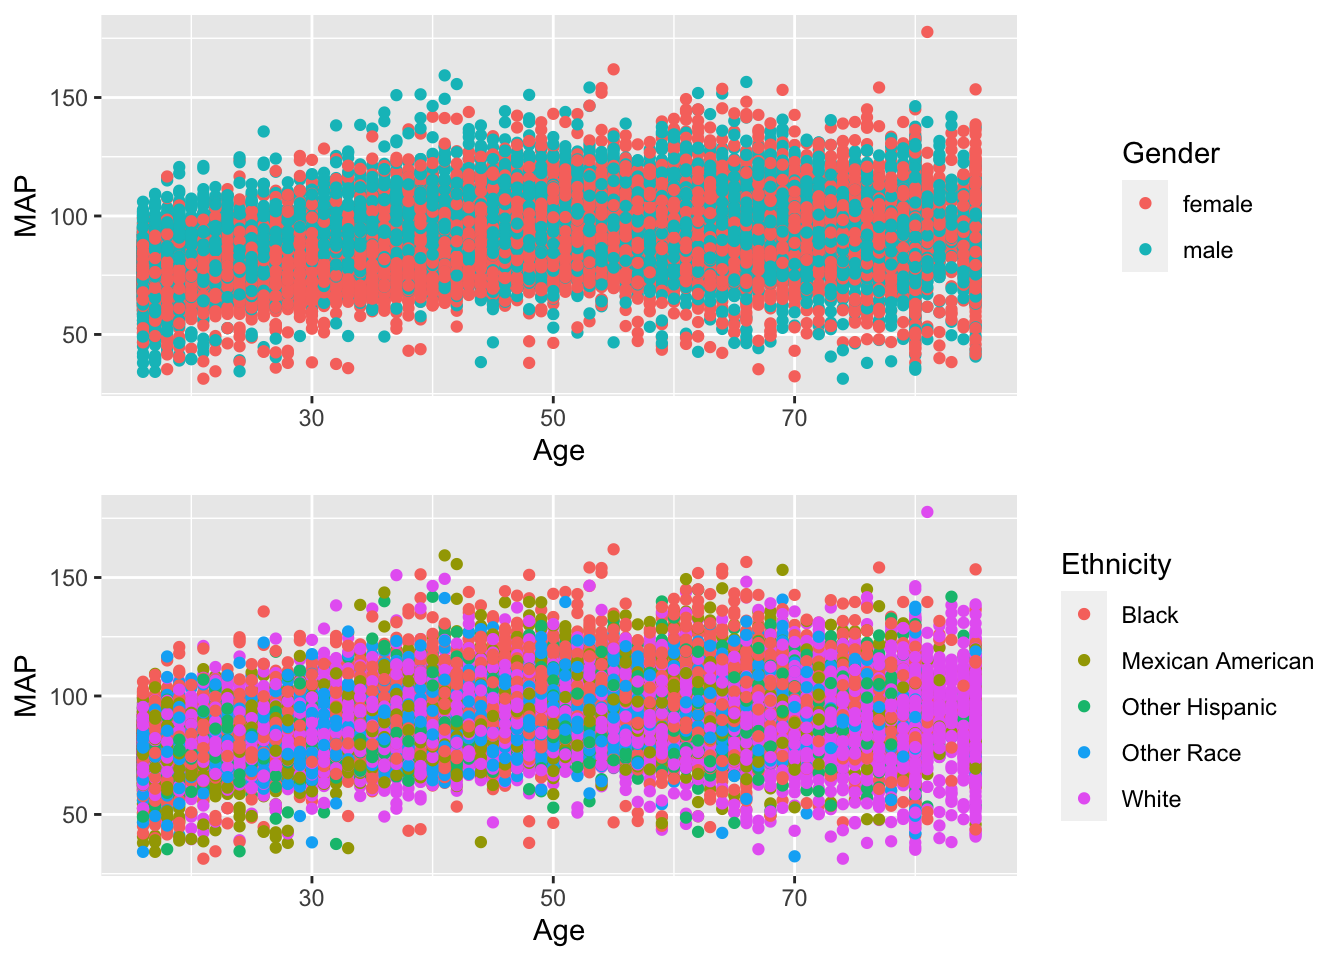 150
100
50
MAP
30 50 70
Age
Gender
female
male
150
100
50
MAP
30 50 70
Age
Ethnicity
Black
Mexican American
Other Hispanic
Other Race
White